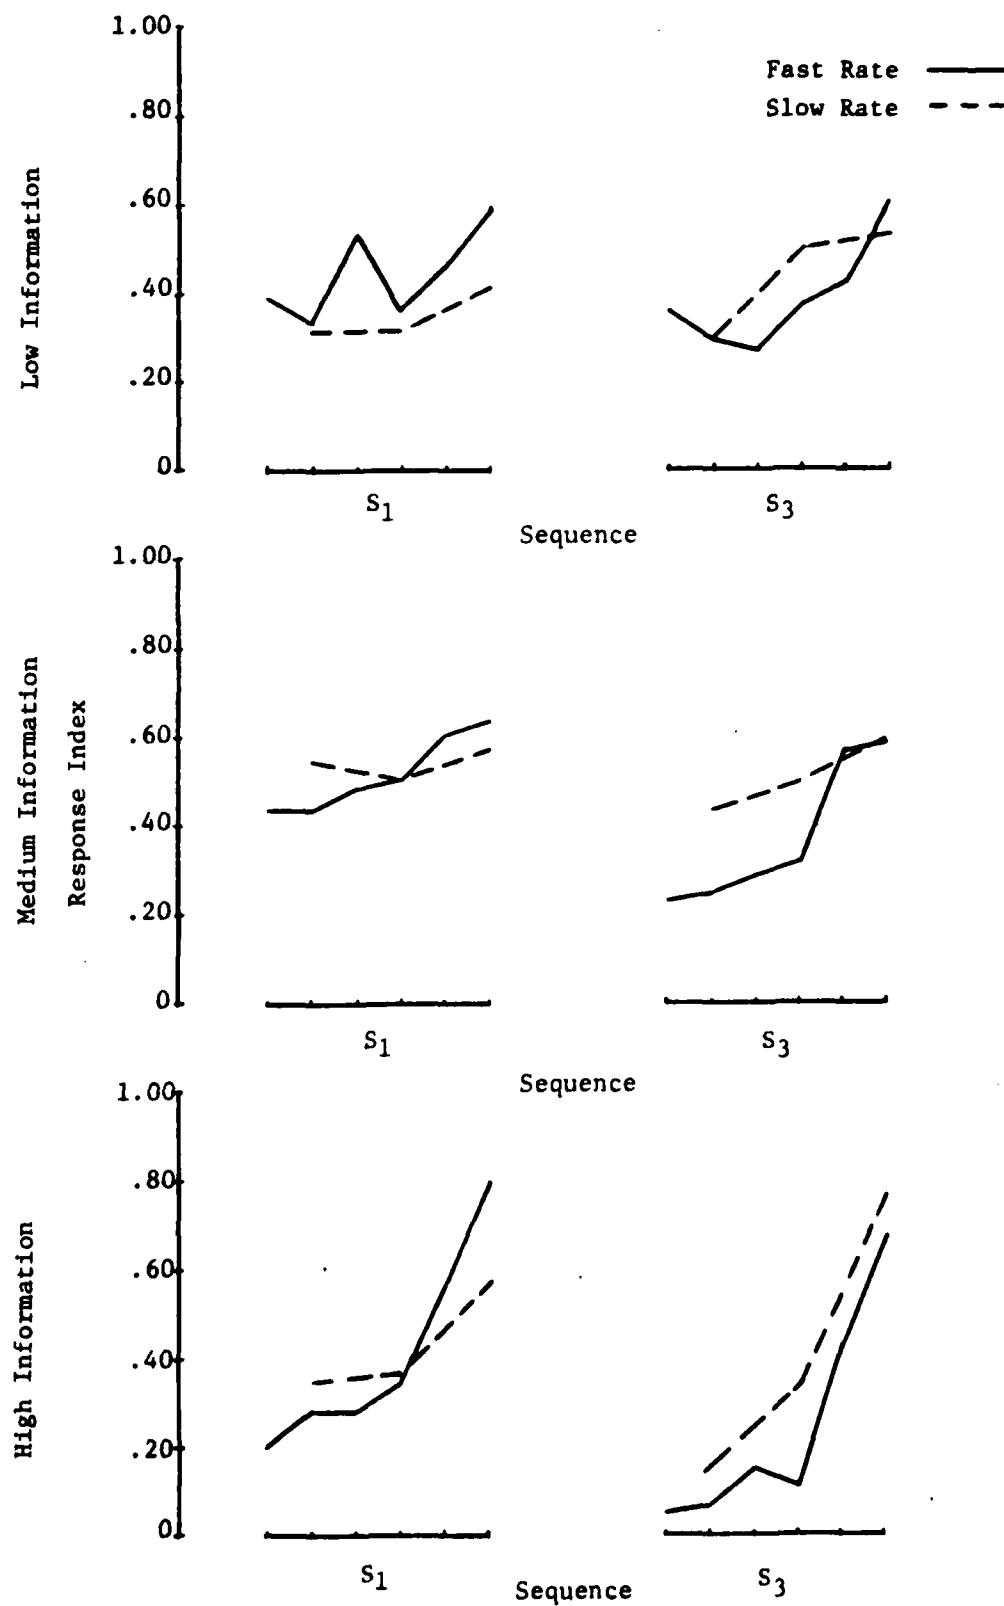 1.00
Fast Rate
Slow Rate
.80
.60
.40
.20
0
Low Information
S1
S3
Sequence
1.00
.80
.60
.40
.20
0
Medium Information
Response Index
S1
S3
Sequence
1.00
.80
.60
.40
.20
0
High Information
S1
S3
Sequence